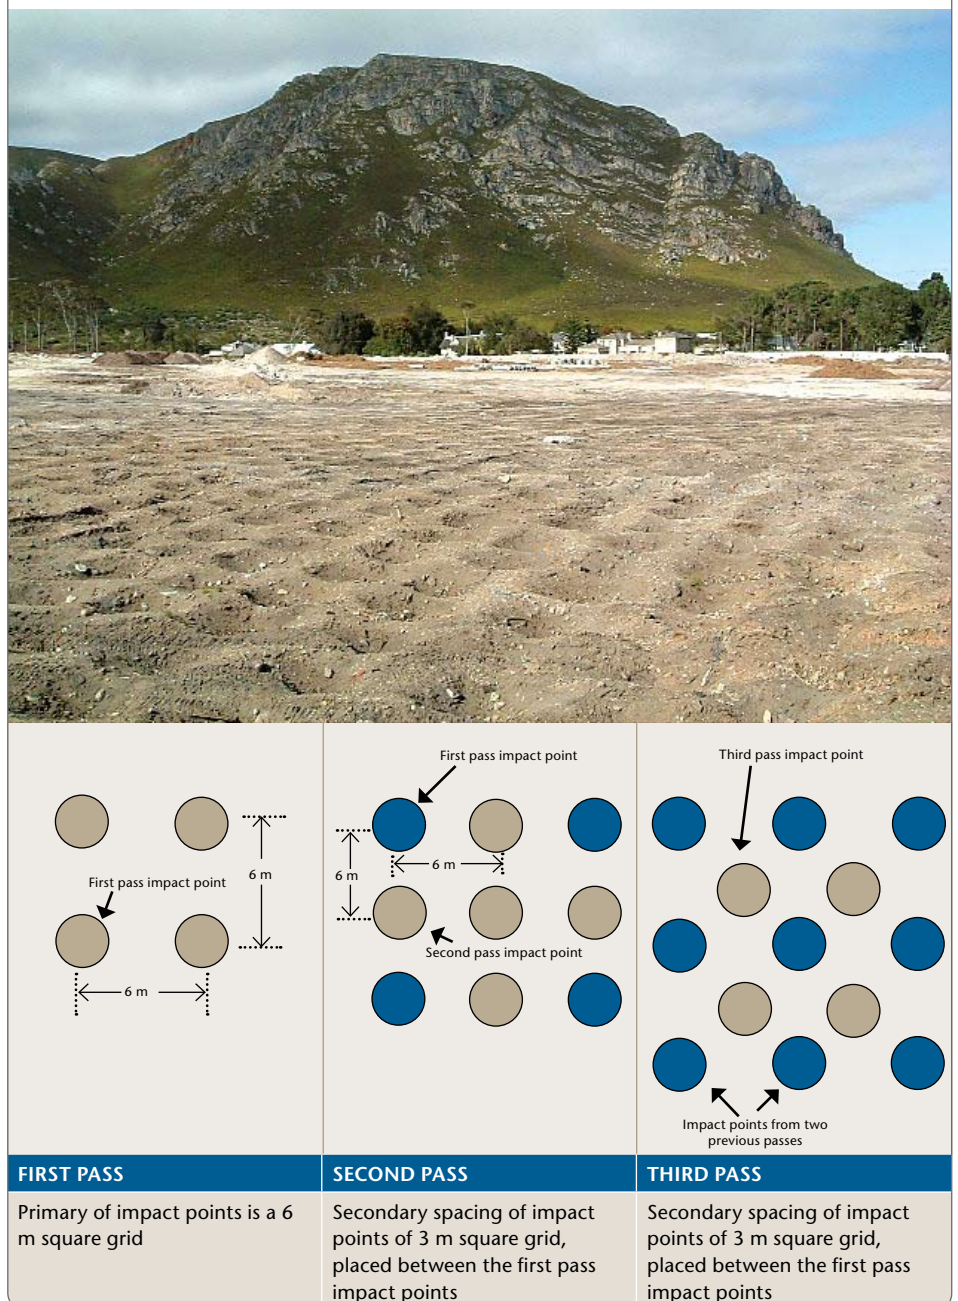 First pass impact point
6 m
6 m
First pass impact point
6 m
6 m
Second pass impact point
Third pass impact point
Impact points from two
previous passes
FIRST PASS
Primary of impact points is a 6
m square grid
SECOND PASS
Secondary spacing of impact
points of 3 m square grid,
placed between the first pass
impact points
THIRD PASS
Secondary spacing of impact
points of 3 m square grid,
placed between the first pass
impact points